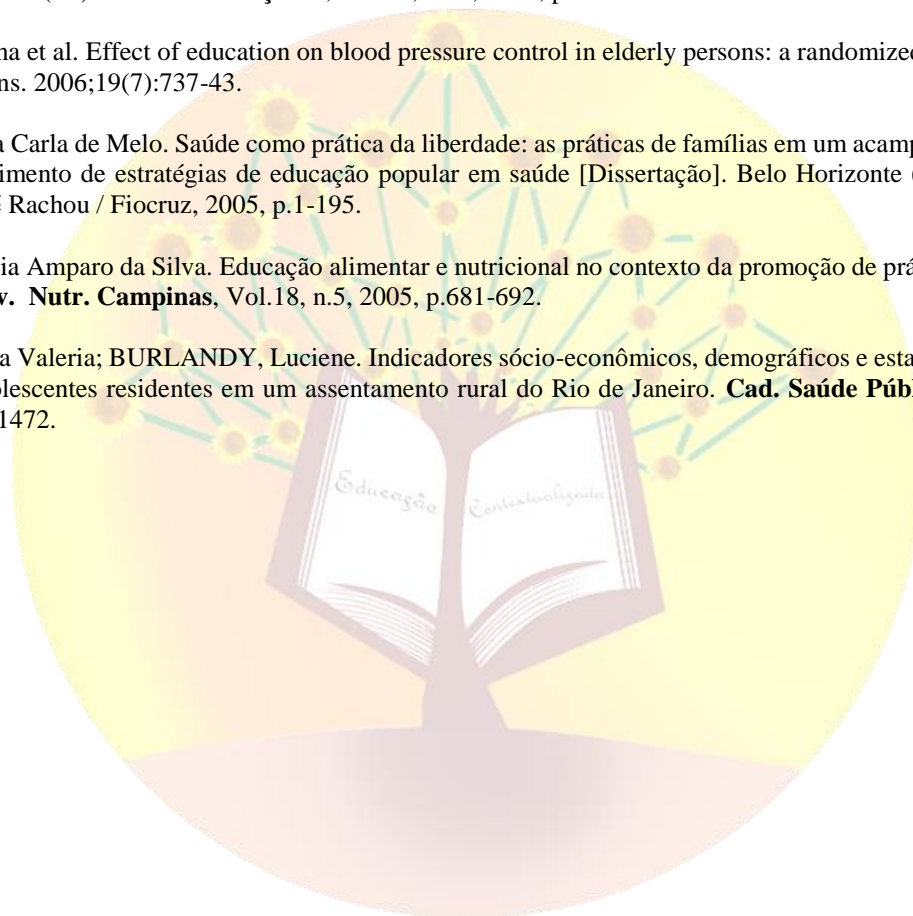 na et al. Effect of education on blood pressure control in elderly persons: a randomized
ns. 2006;19(7):737-43.
a Carla de Melo. Saúde como prática da liberdade: as práticas de famílias em um acamp
imento de estratégias de educação popular em saúde [Dissertação]. Belo Horizonte (
é Rachou / Fiocruz, 2005, p.1-195.
ia Amparo da Silva. Educação alimentar e nutricional no contexto da promoção de prá
v. Nutr. Campinas, Vol.18, n.5, 2005, p.681-692.
a Valeria; BURLANDY, Luciene. Indicadores sócio-econômicos, demográficos e esta
olescentes residentes em um assentamento rural do Rio de Janeiro. Cad. Saúde Públ
1472.
Educação Contextualizada